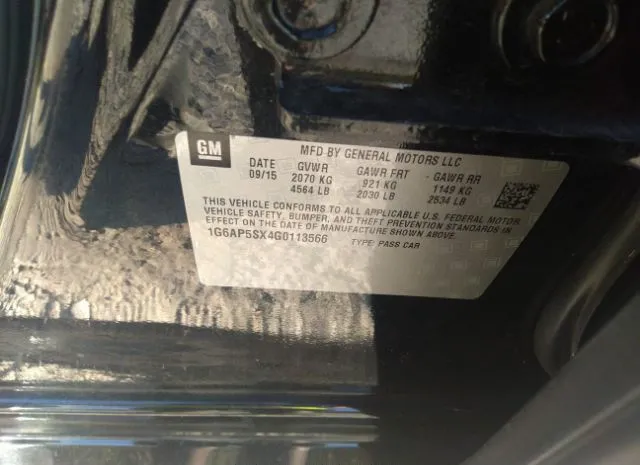 GM
MFD BY GENERAL MOTORS LLC
DATE GVWR GAWR FRT GAWR RR
09/15 2070 KG 921 KG 1149 KG
4564 LB 2030 LB 2534 LB
THIS VEHICLE CONFORMS TO ALL APPLICABLE U.S. FEDERAL MOTOR
VEHICLE SAFETY, BUMPER, AND THEFT PREVENTION STANDARDS IN
EFFECT ON THE DATE OF MANUFACTURE SHOWN ABOVE.
1G6AP5SX4G0113566 TYPE: PASS CAR